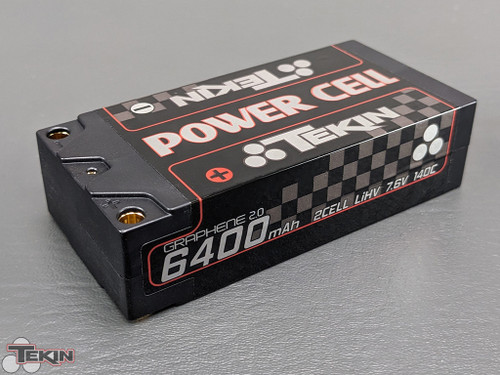 TEKIN
POWER CELL
TEKIN
GRAPHENE 2.0
6400mAh
2CELL LiHV 7.6V 140C
TEKIN